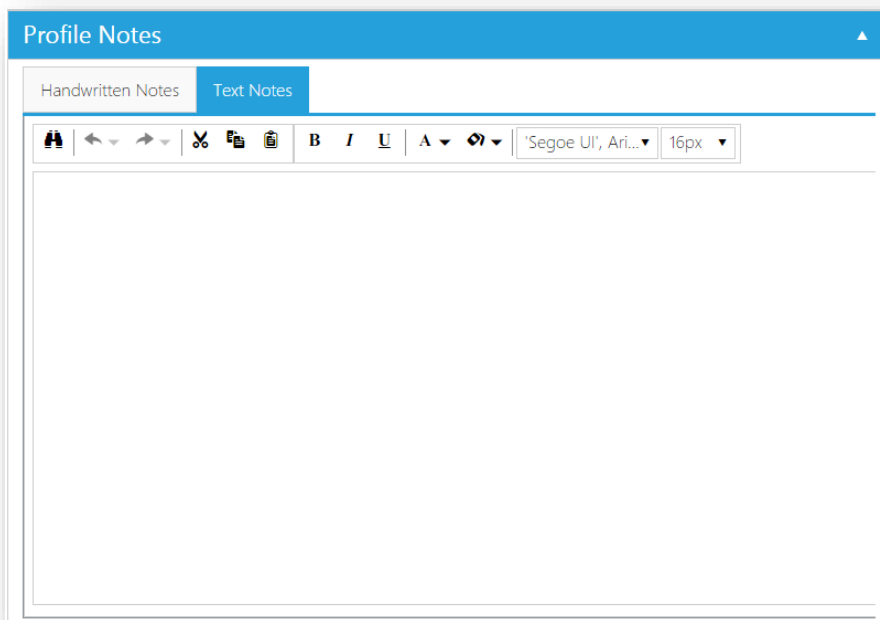 Profile Notes
Handwritten Notes Text Notes
B I U A 'Segoe UI', Ari... 16px